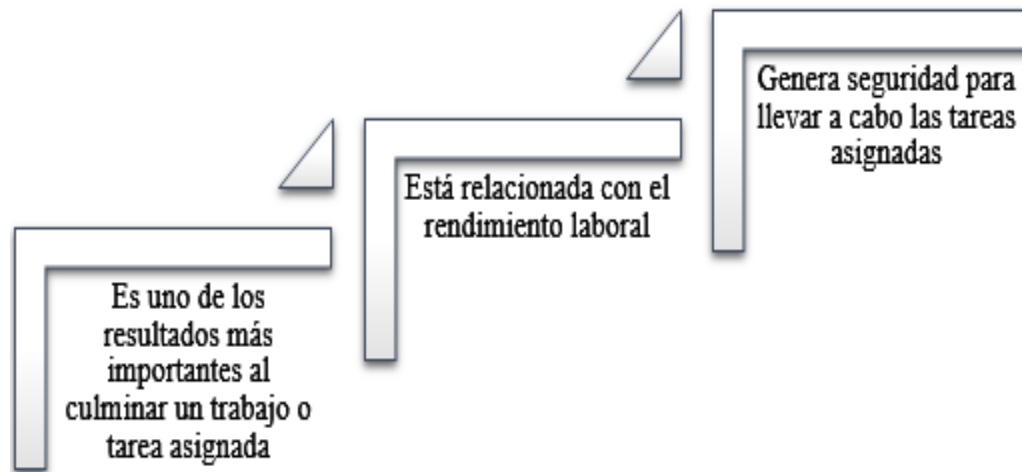 Es uno de los
resultados más
importantes al
culminar un trabajo o
tarea asignada
Está relacionada con el
rendimiento laboral
Genera seguridad para
llevar a cabo las tareas
asignadas